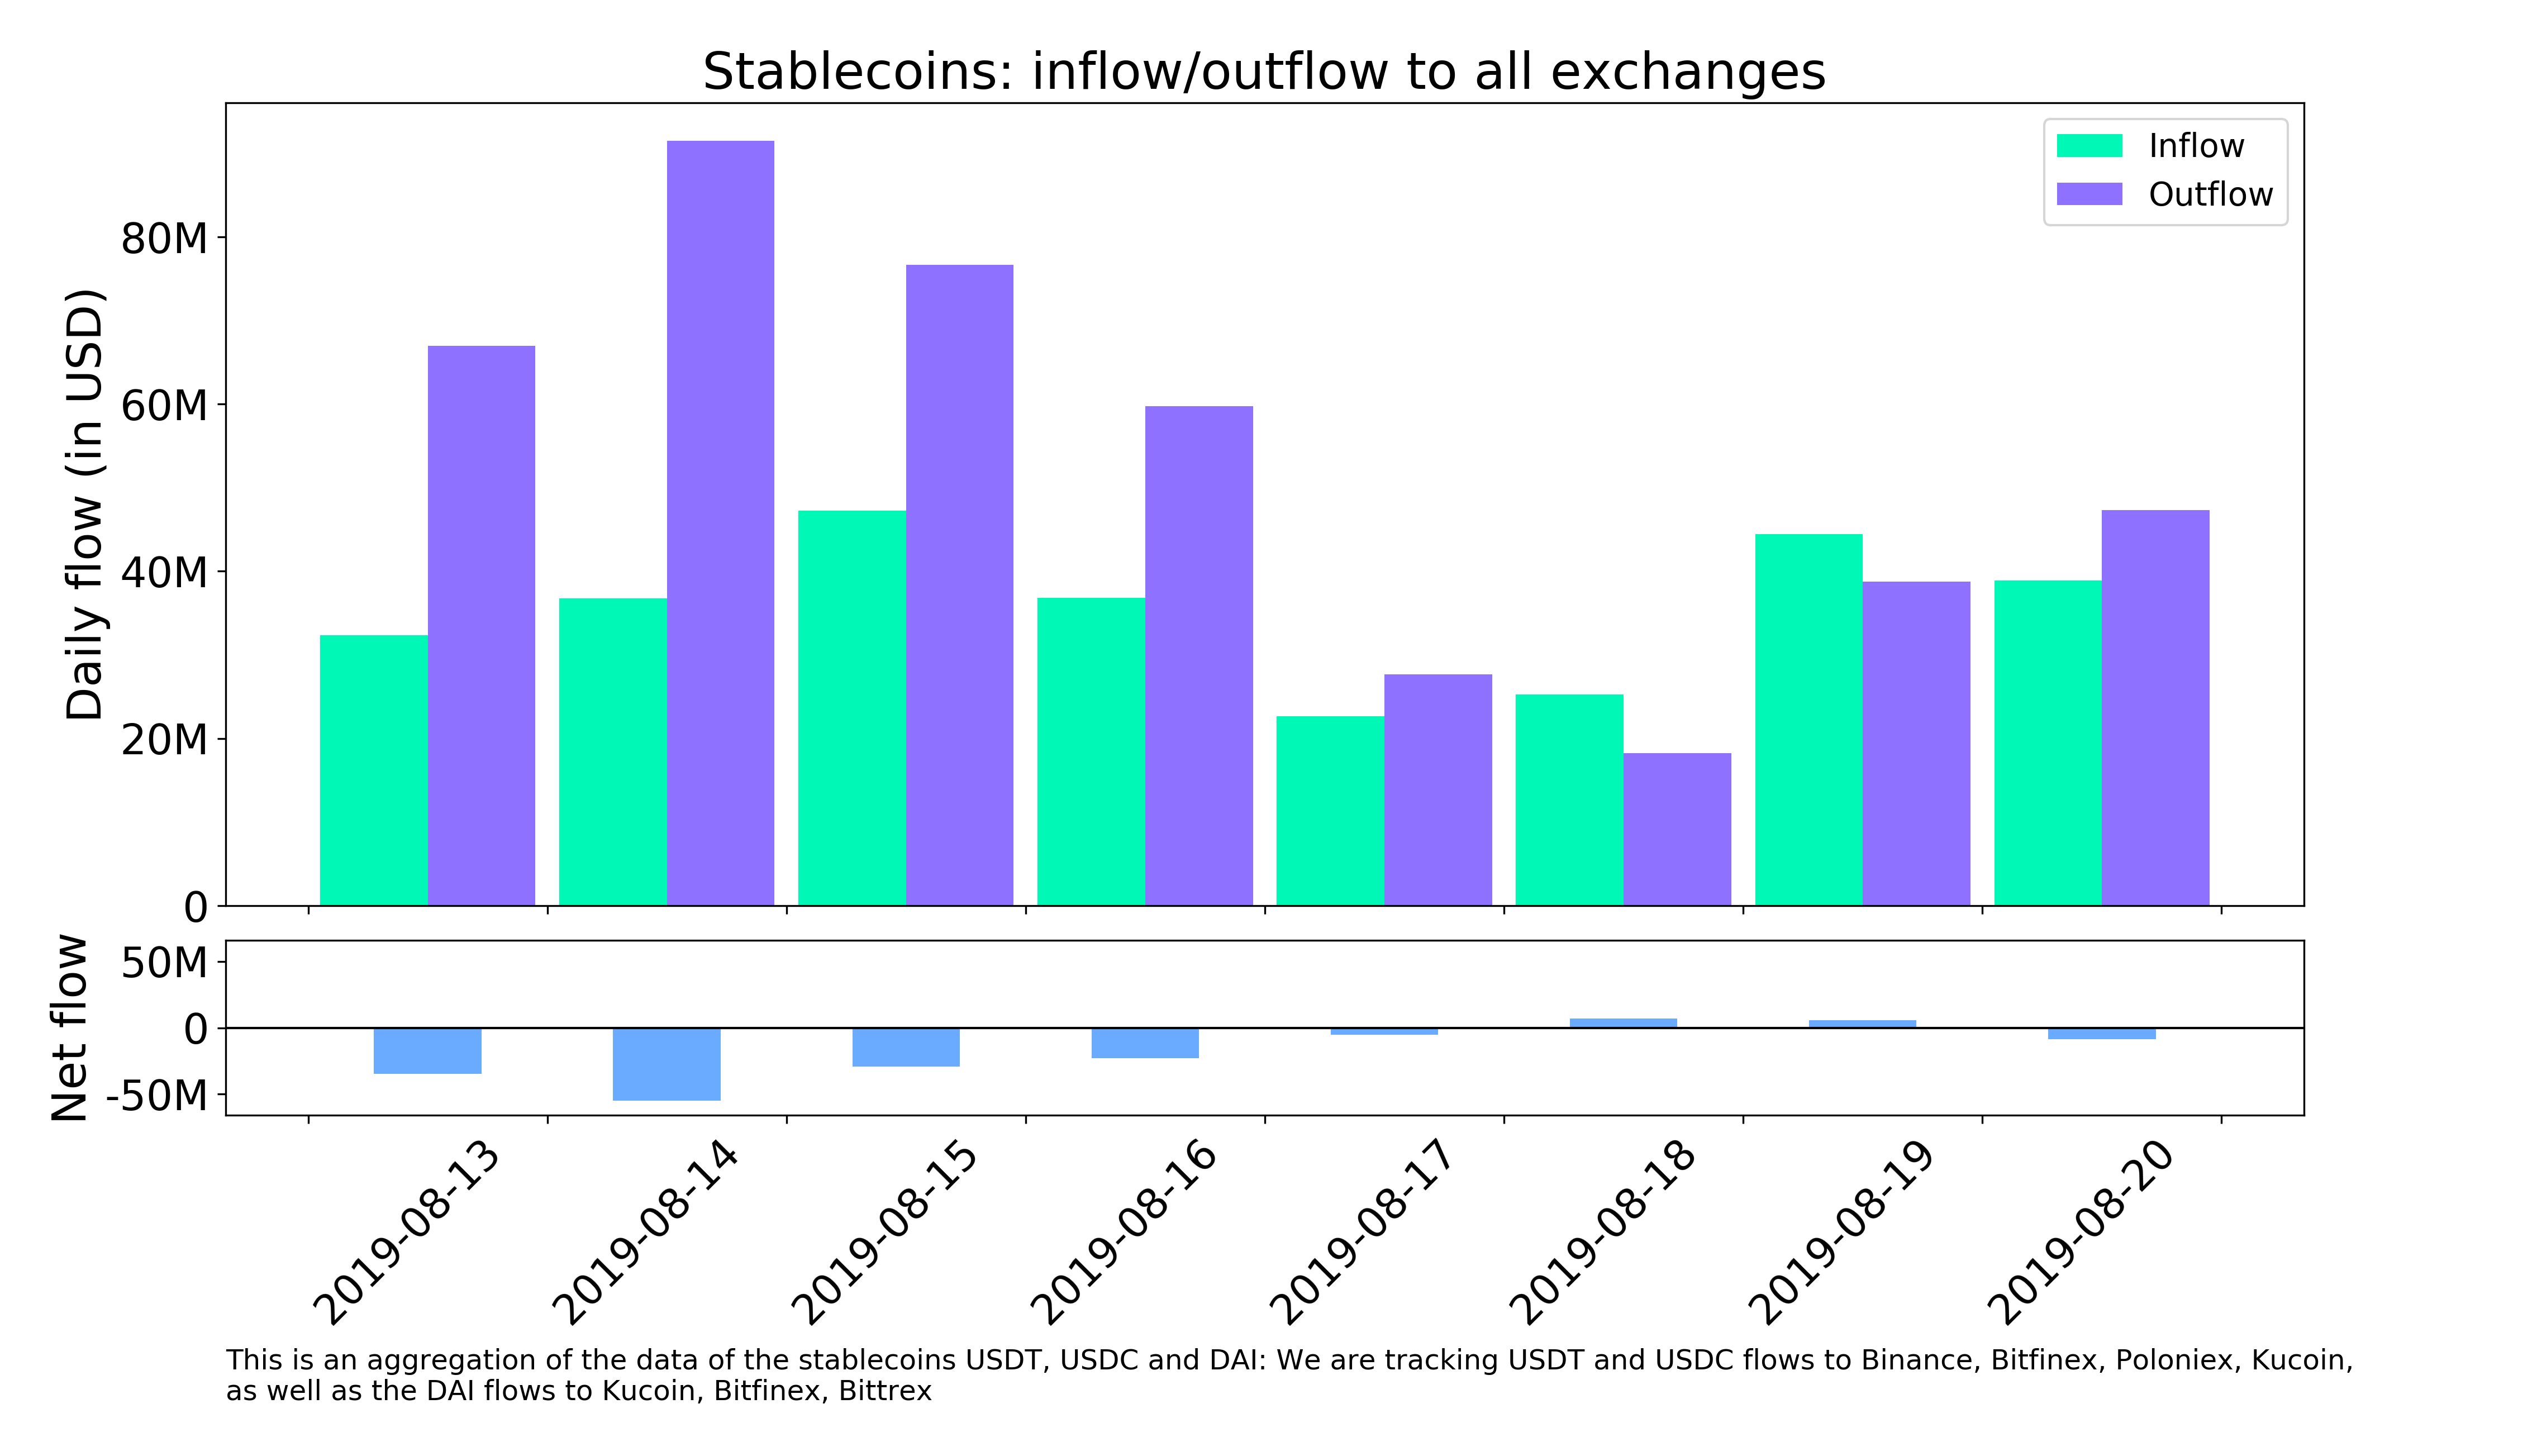 Stablecoins: inflow/outflow to all exchanges
Inflow
Outflow
Daily flow (in USD)
80M
60M
40M
20M
0
Net flow
50M
0
-50M
2019-08-13
2019-08-14
2019-08-15
2019-08-16
2019-08-17
2019-08-18
2019-08-19
2019-08-20
This is an aggregation of the data of the stablecoins USDT, USDC and DAI: We are tracking USDT and USDC flows to Binance, Bitfinex, Poloniex, Kucoin,
as well as the DAI flows to Kucoin, Bitfinex, Bittrex